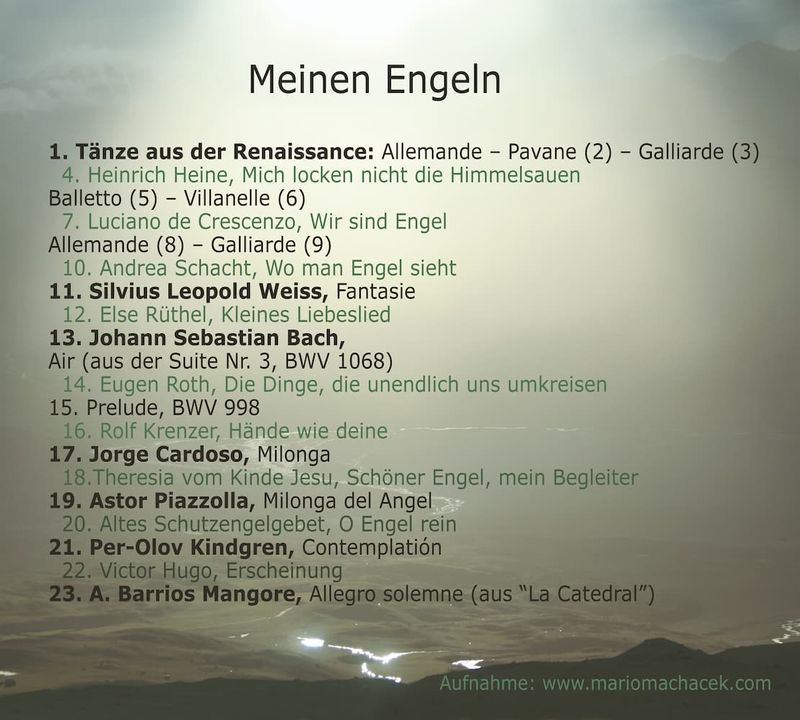 Meinen Engeln
1. Tänze aus der Renaissance: Allemande – Pavane (2) – Galliarde (3)
4. Heinrich Heine, Mich locken nicht die Himmelsauen
Balletto (5) – Villanelle (6)
7. Luciano de Crescenzo, Wir sind Engel
Allemande (8) – Galliarde (9)
10. Andrea Schacht, Wo man Engel sieht
11. Silvius Leopold Weiss, Fantasie
12. Else Rüthel, Kleines Liebeslied
13. Johann Sebastian Bach,
Air (aus der Suite Nr. 3, BWV 1068)
14. Eugen Roth, Die Dinge, die unendlich uns umkreisen
15. Prelude, BWV 998
16. Rolf Krenzer, Hände wie deine
17. Jorge Cardoso, Milonga
18.Theresia vom Kinde Jesu, Schöner Engel, mein Begleiter
19. Astor Piazzolla, Milonga del Angel
20. Altes Schutzengelgebet, O Engel rein
21. Per-Olov Kindgren, Contemplatión
22. Victor Hugo, Erscheinung
23. A. Barrios Mangore, Allegro solemne (aus “La Catedral”)
Aufnahme: www.mariomachacek.com